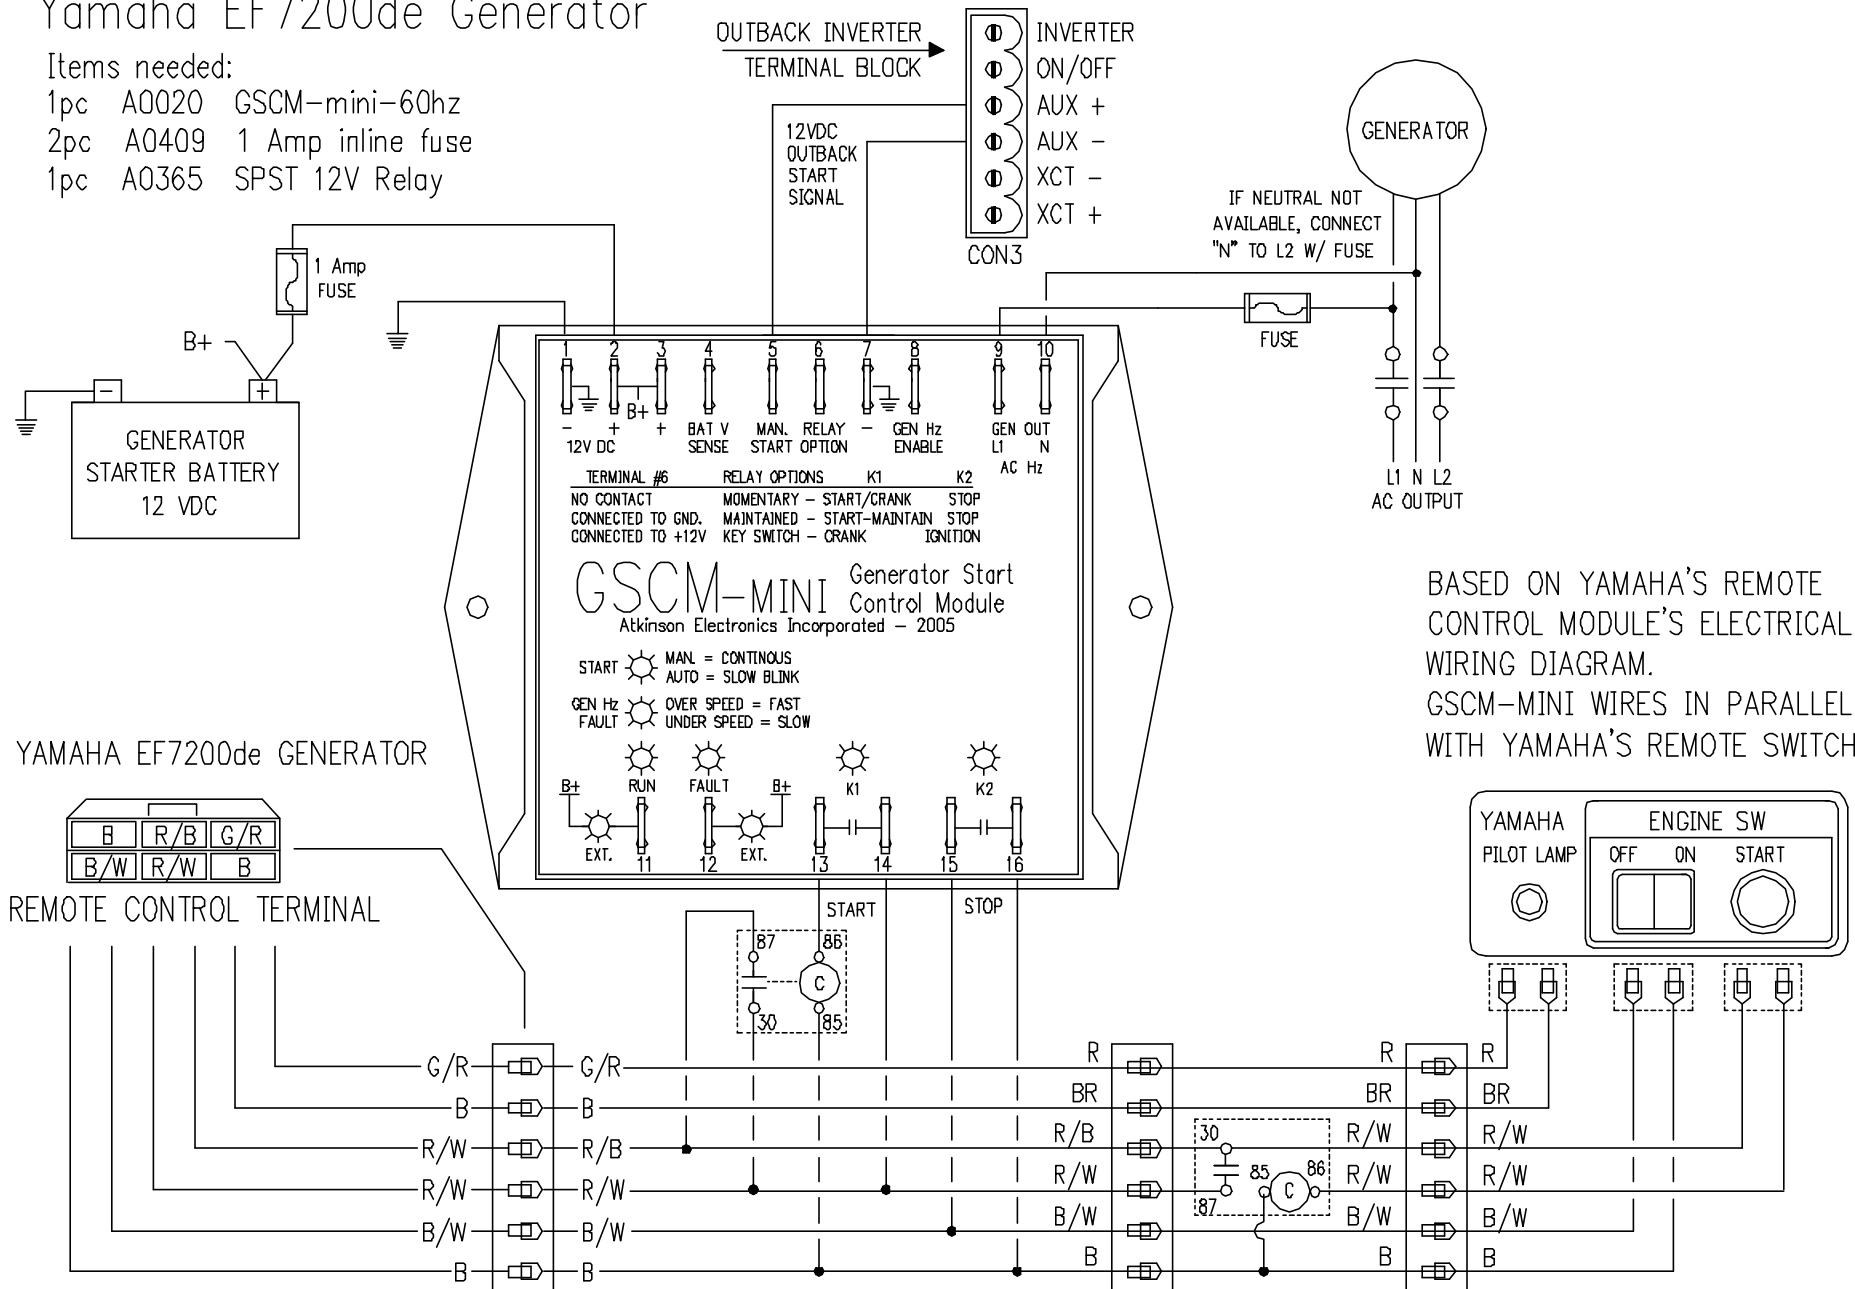 Yamaha EF7200de Generator
Items needed:
1pc A0020 GSCM-mini-60hz
2pc A0409 1 Amp inline fuse
1pc A0365 SPST 12V Relay
OUTBACK INVERTER
TERMINAL BLOCK
INVERTER
ON/OFF
AUX +
AUX -
XCT -
XCT +
CON3
12VDC
OUTBACK
START
SIGNAL
GENERATOR
IF NEUTRAL NOT
AVAILABLE, CONNECT
"N" TO L2 W/ FUSE
FUSE
L1 N L2
AC OUTPUT
1 Amp
FUSE
B+
- +
GENERATOR
STARTER BATTERY
12 VDC
1 2 3 4 5 6 7 8 9 10
B+
- + + BAT V MAN. RELAY - GEN Hz GEN OUT
12V DC SENSE START OPTION ENABLE L1 N
AC Hz
TERMINAL #6 RELAY OPTIONS K1 K2
NO CONTACT MOMENTARY - START/CRANK STOP
CONNECTED TO GND. MAINTAINED - START-MAINTAIN STOP
CONNECTED TO +12V KEY SWITCH - CRANK IGNITION
GSCM-MINI
Generator Start
Control Module
Atkinson Electronics Incorporated - 2005
START MAN. = CONTINOUS
AUTO = SLOW BLINK
GEN Hz OVER SPEED = FAST
FAULT UNDER SPEED = SLOW
B+ RUN FAULT B+ K1 K2
EXT. 11 12 EXT. 13 14 15 16
BASED ON YAMAHA'S REMOTE
CONTROL MODULE'S ELECTRICAL
WIRING DIAGRAM.
GSCM-MINI WIRES IN PARALLEL
WITH YAMAHA'S REMOTE SWITCH
YAMAHA EF7200de GENERATOR
B R/B G/R
B/W R/W B
REMOTE CONTROL TERMINAL
YAMAHA
PILOT LAMP
ENGINE SW
OFF ON START
START STOP
87 86
C
30 85
G/R G/R R R R
B B BR BR BR
R/W R/B R/B R/W R/W
R/W R/W R/W R/W R/W
B/W B/W B/W B/W B/W
B B B B B
30
85 C 86
87